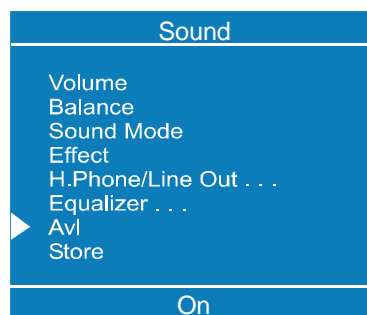 Sound
Volume
Balance
Sound Mode
Effect
H.Phone/Line Out . . .
Equalizer . . .
Avl
Store
On